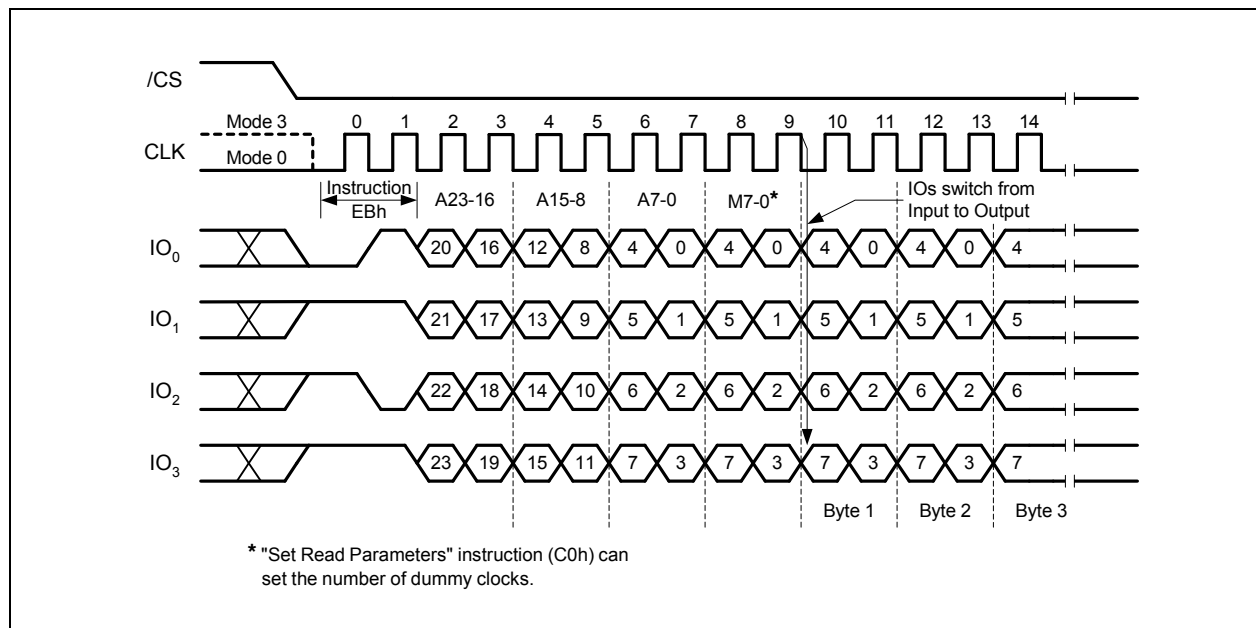 /CS
Mode 3 0 1 2 3 4 5 6 7 8 9 10 11 12 13 14
CLK
Mode 0
Instruction A23-16 A15-8 A7-0 M7-0* IOs switch from
EBh Input to Output
IO0 20 16 12 8 4 0 4 0 4 0 4 0 4
IO1 21 17 13 9 5 1 5 1 5 1 5 1 5
IO2 22 18 14 10 6 2 6 2 6 2 6 2 6
IO3 23 19 15 11 7 3 7 3 7 3 7 3 7
Byte 1 Byte 2 Byte 3
* "Set Read Parameters" instruction (C0h) can
set the number of dummy clocks.